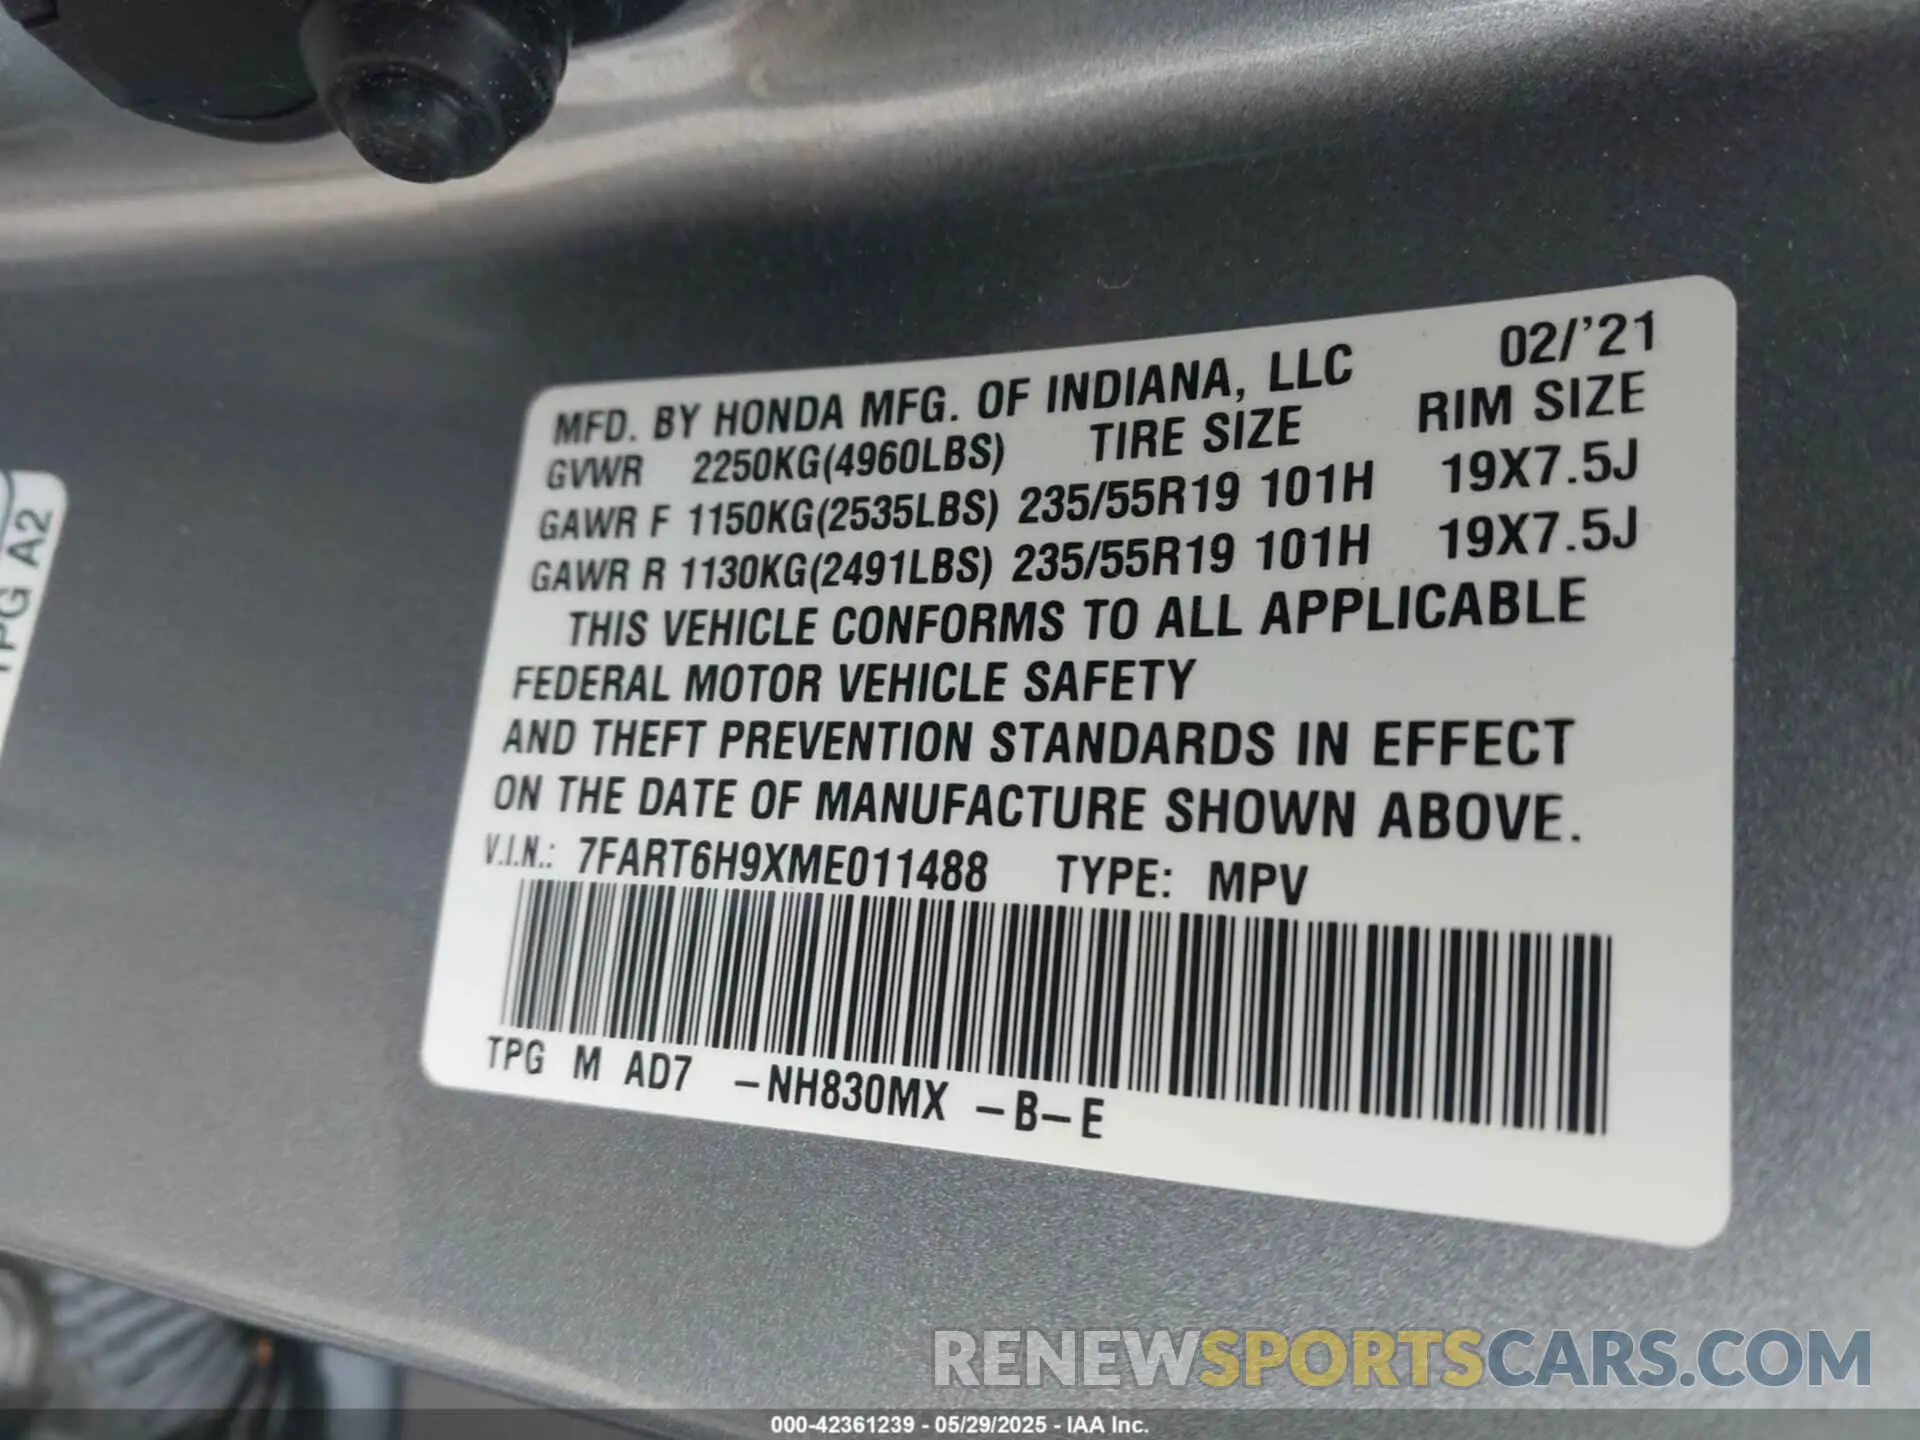 MFD. BY HONDA MFG. OF INDIANA, LLC 02/'21
GVWR 2250KG(4960LBS) TIRE SIZE RIM SIZE
GAWR F 1150KG(2535LBS) 235/55R19 101H 19X7.5J
GAWR R 1130KG(2491LBS) 235/55R19 101H 19X7.5J
THIS VEHICLE CONFORMS TO ALL APPLICABLE
FEDERAL MOTOR VEHICLE SAFETY
AND THEFT PREVENTION STANDARDS IN EFFECT
ON THE DATE OF MANUFACTURE SHOWN ABOVE.
V.I.N.: 7FART6H9XME011488 TYPE: MPV
TPG M AD7 -NH830MX -B-E
TPG A2
RENEWSPORTSCARS.COM
000-42361239 - 05/29/2025 - IAA Inc.